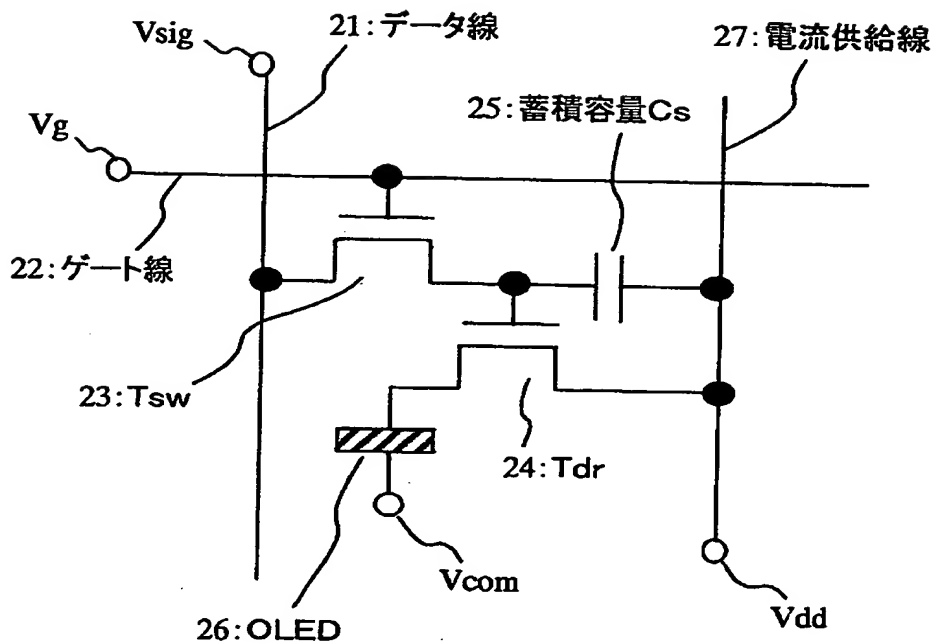 Vsig
21:データ線
27:電流供給線
Vg
25:蓄積容量Cs
22:ゲート線
23:Tsw
24:Tdr
Vcom
26:OLED
Vdd